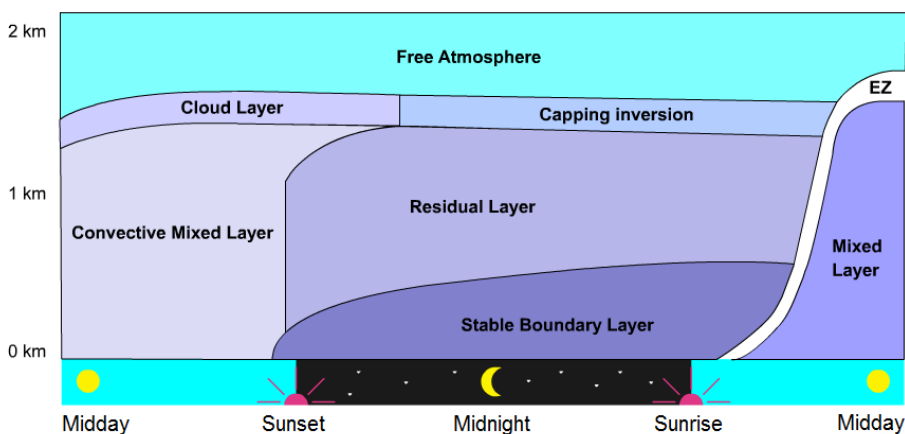 2 km
Free Atmosphere
EZ
Cloud Layer
Capping inversion
1 km
Residual Layer
Convective Mixed Layer
Mixed
Layer
Stable Boundary Layer
0 km
Midday Sunset Midnight Sunrise Midday